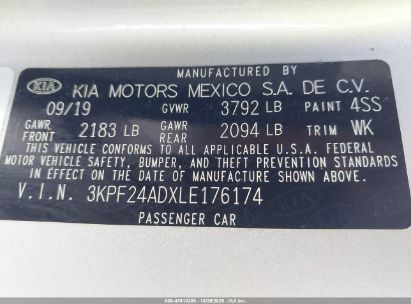 MANUFACTURED BY
KIA KIA MOTORS MEXICO S.A. DE C.V.
09/19 GVWR 3792 LB PAINT 4SS
GAWR FRONT 2183 LB GAWR REAR 2094 LB TRIM WK
THIS VEHICLE CONFORMS TO ALL APPLICABLE U.S. FEDERAL
MOTOR VEHICLE SAFETY, BUMPER, AND THEFT PREVENTION STANDARDS
IN EFFECT ON THE DATE OF MANUFACTURE SHOWN ABOVE.
V.I.N. 3KPF24ADXLE176174
PASSENGER CAR